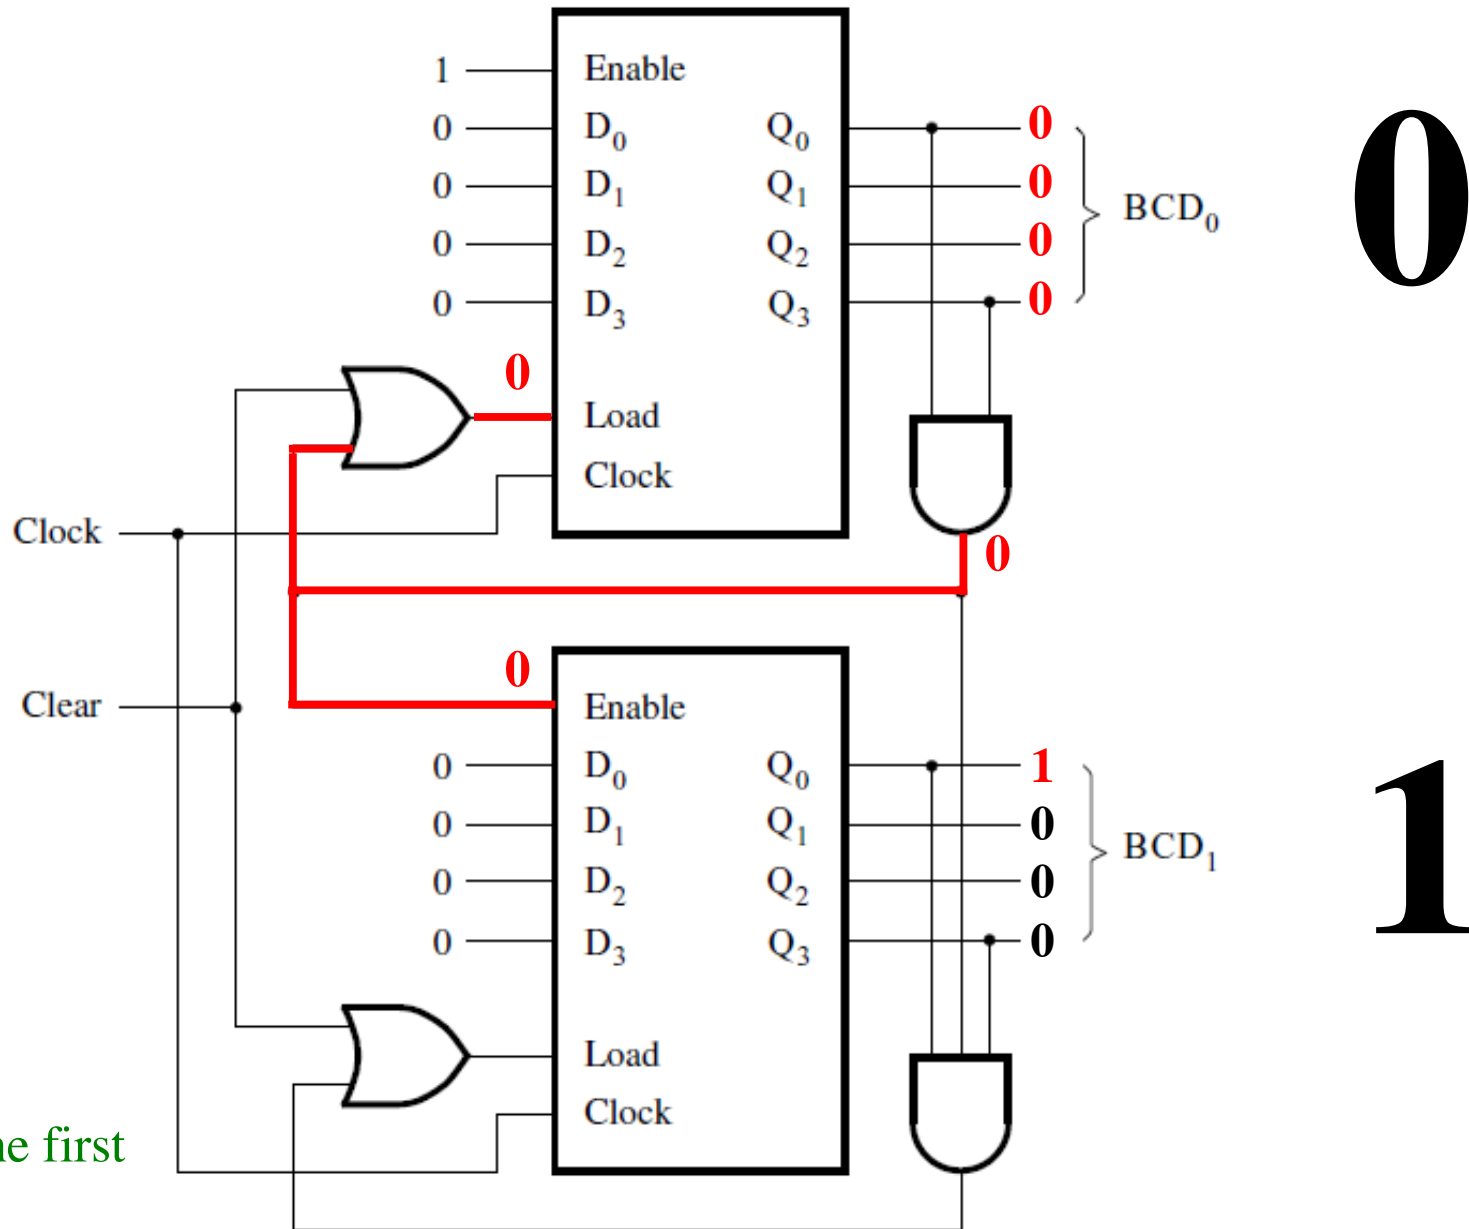 1 Enable
0 D0 Q0 0
0 D1 Q1 0
0 D2 Q2 0
0 D3 Q3 0
BCD0
0
0
Load
Clock
Clock
0
0
Clear
Enable
0 D0 Q0 1
0 D1 Q1 0
0 D2 Q2 0
0 D3 Q3 0
BCD1
1
Load
Clock
first